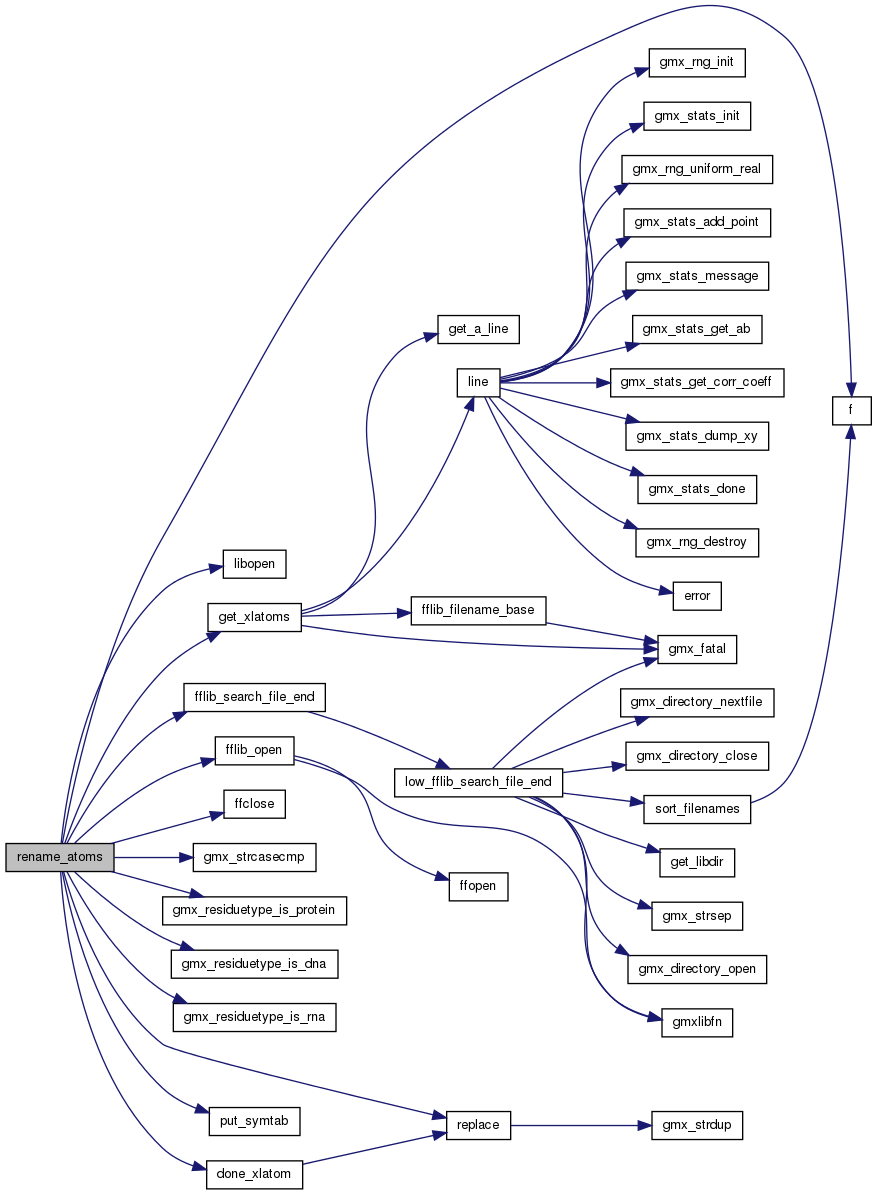 gmx_rng_init
gmx_stats_init
gmx_rng_uniform_real
gmx_stats_add_point
gmx_stats_message
get_a_line
gmx_stats_get_ab
line
gmx_stats_get_corr_coeff
f
gmx_stats_dump_xy
gmx_stats_done
gmx_rng_destroy
libopen
error
get_xlatoms
fflib_filename_base
gmx_fatal
fflib_search_file_end
gmx_directory_nextfile
fflib_open
low_fflib_search_file_end
gmx_directory_close
ffclose
sort_filenames
rename_atoms
gmx_strcasecmp
get_libdir
gmx_residuetype_is_protein
ffopen
gmx_strsep
gmx_residuetype_is_dna
gmx_directory_open
gmx_residuetype_is_rna
gmxlibfn
put_symtab
replace
gmx_strdup
done_xlatom